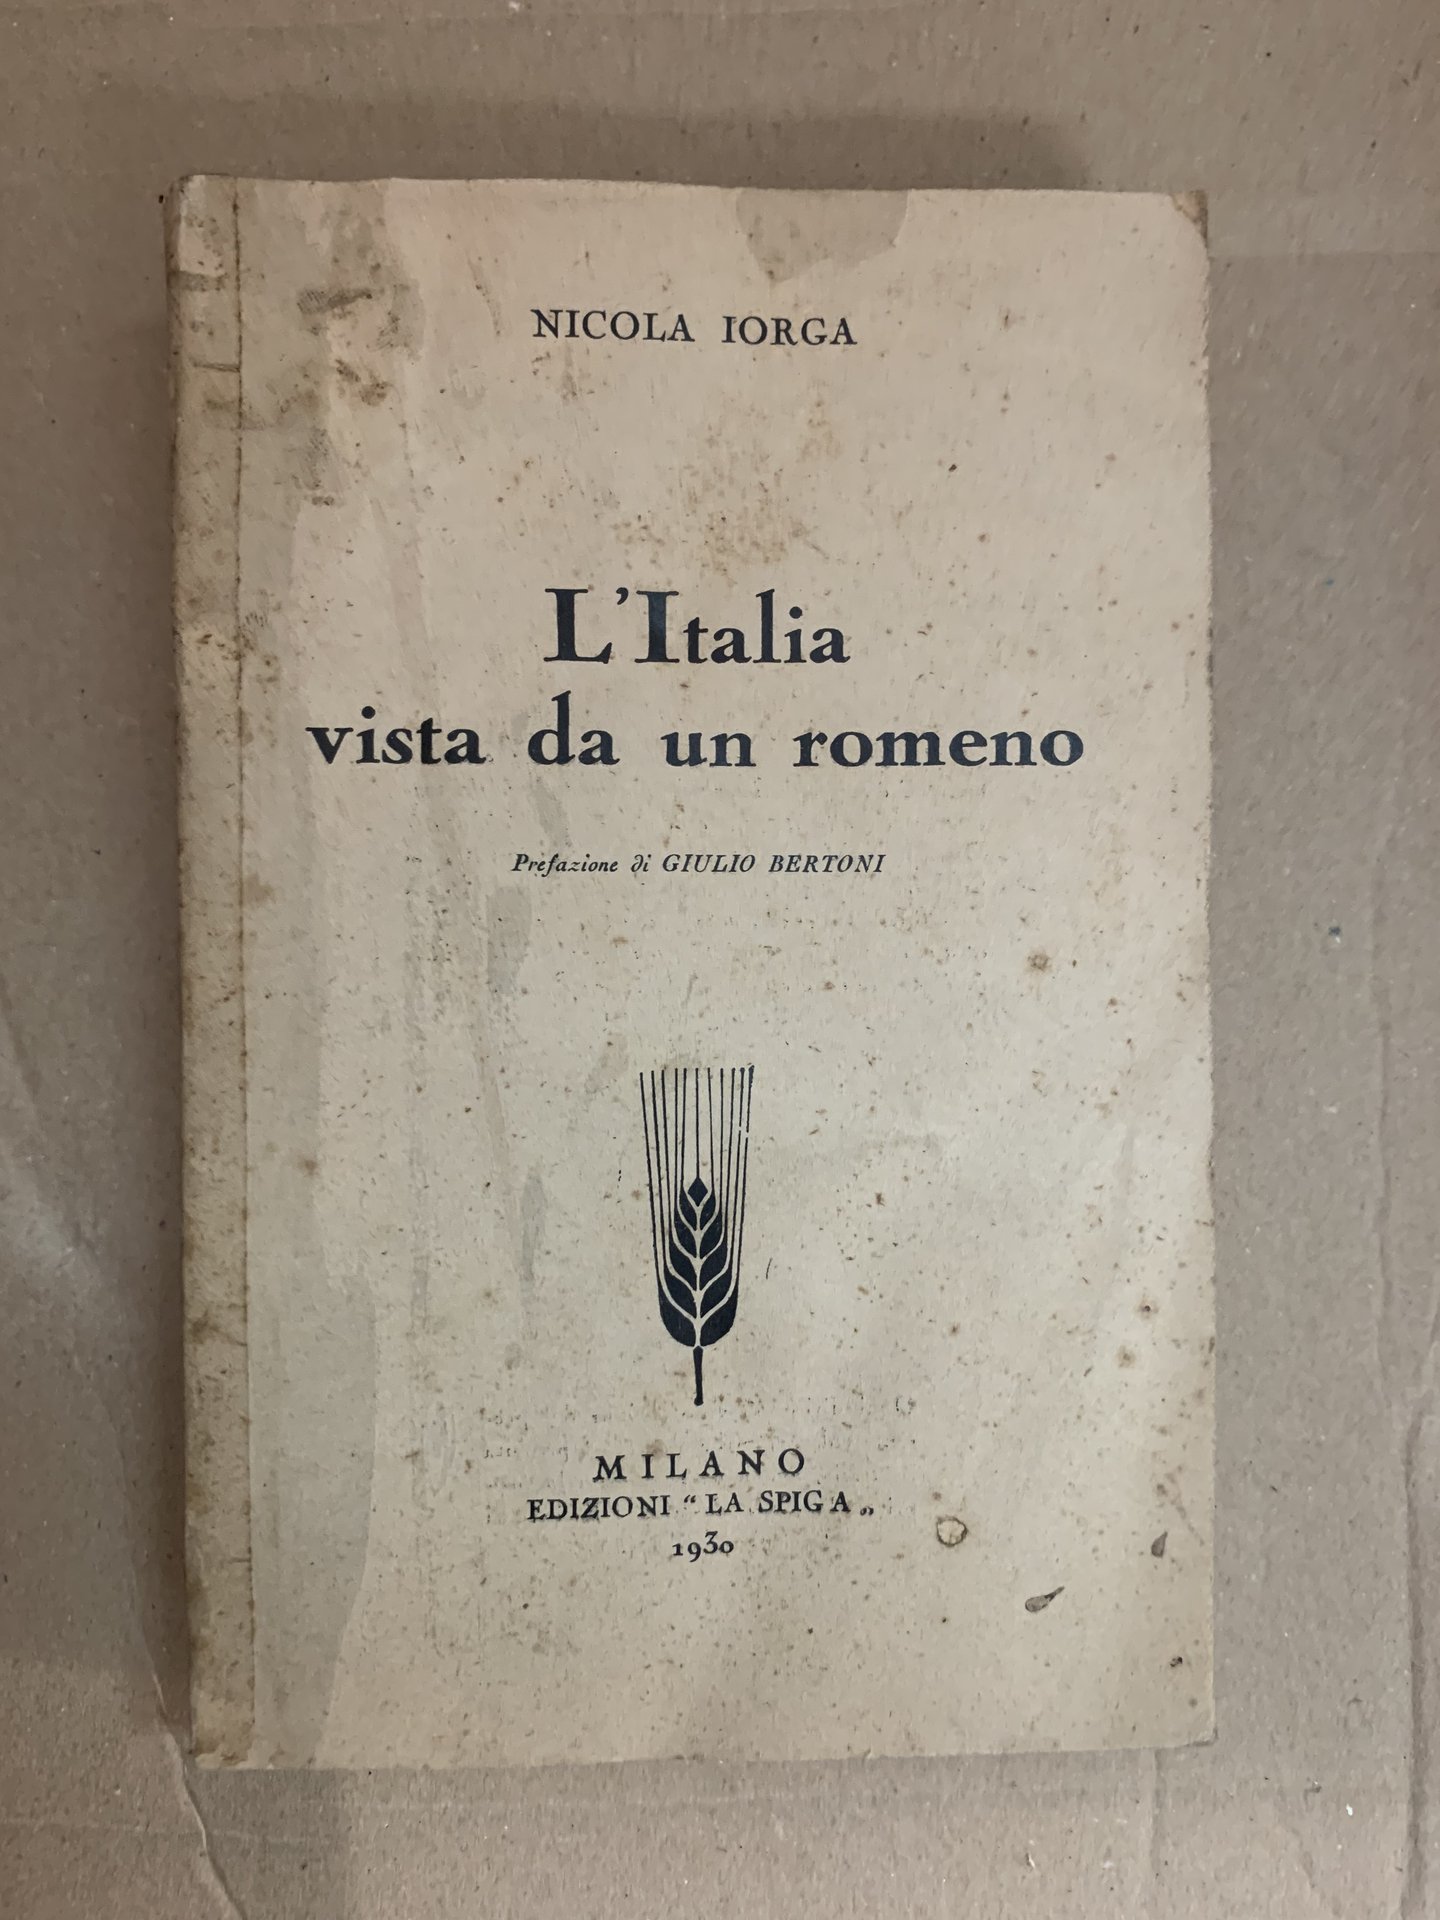 NICOLA IORGA
L'Italia
vista da un romeno
Prefazione di GIULIO BERTONI
MILANO
EDIZIONI “LA SPIGA„
1930